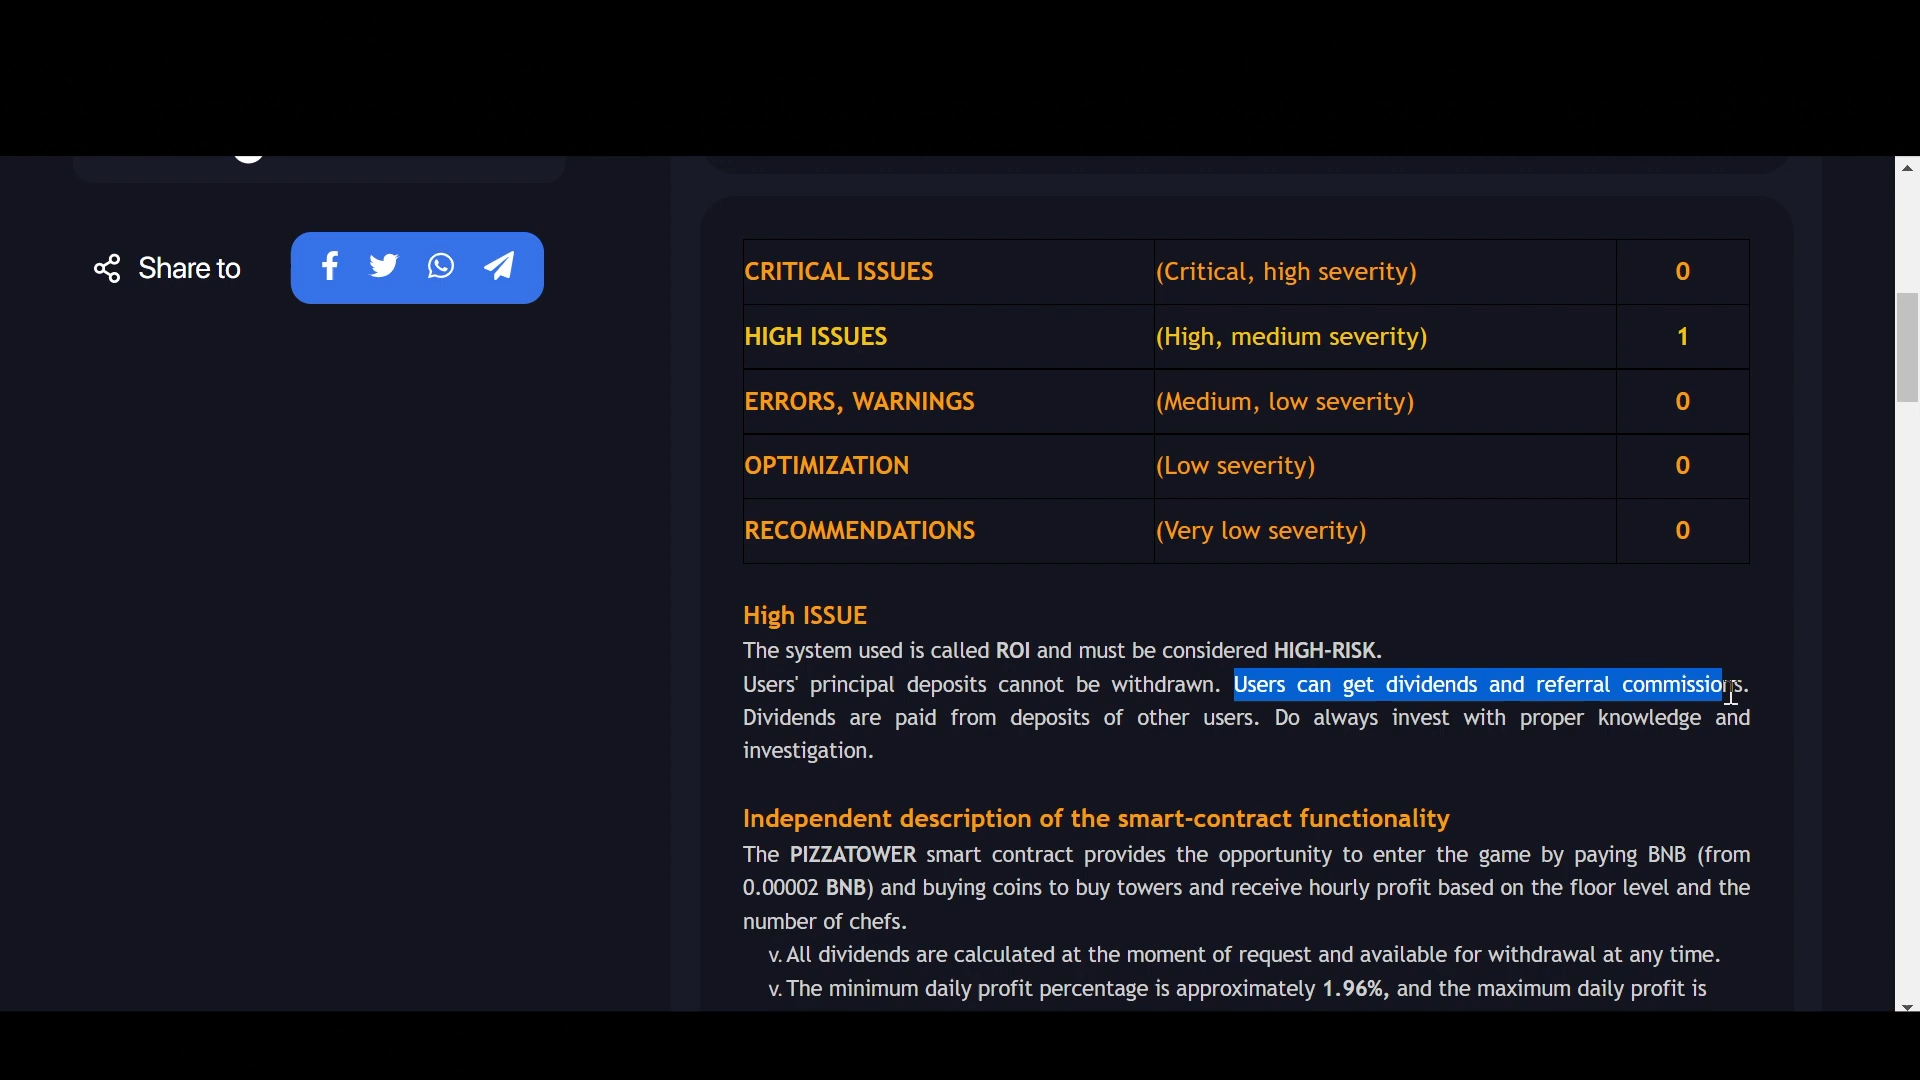 Share to
CRITICAL ISSUES (Critical, high severity) 0
HIGH ISSUES (High, medium severity) 1
ERRORS, WARNINGS (Medium, low severity) 0
OPTIMIZATION (Low severity) 0
RECOMMENDATIONS (Very low severity) 0
High ISSUE
The system used is called ROI and must be considered HIGH-RISK.
Users' principal deposits cannot be withdrawn. Users can get dividends and referral commissions.
Dividends are paid from deposits of other users. Do always invest with proper knowledge and
investigation.
Independent description of the smart-contract functionality
The PIZZATOWER smart contract provides the opportunity to enter the game by paying BNB (from
0.00002 BNB) and buying coins to buy towers and receive hourly profit based on the floor level and the
number of chefs.
v. All dividends are calculated at the moment of request and available for withdrawal at any time.
v. The minimum daily profit percentage is approximately 1.96%, and the maximum daily profit is